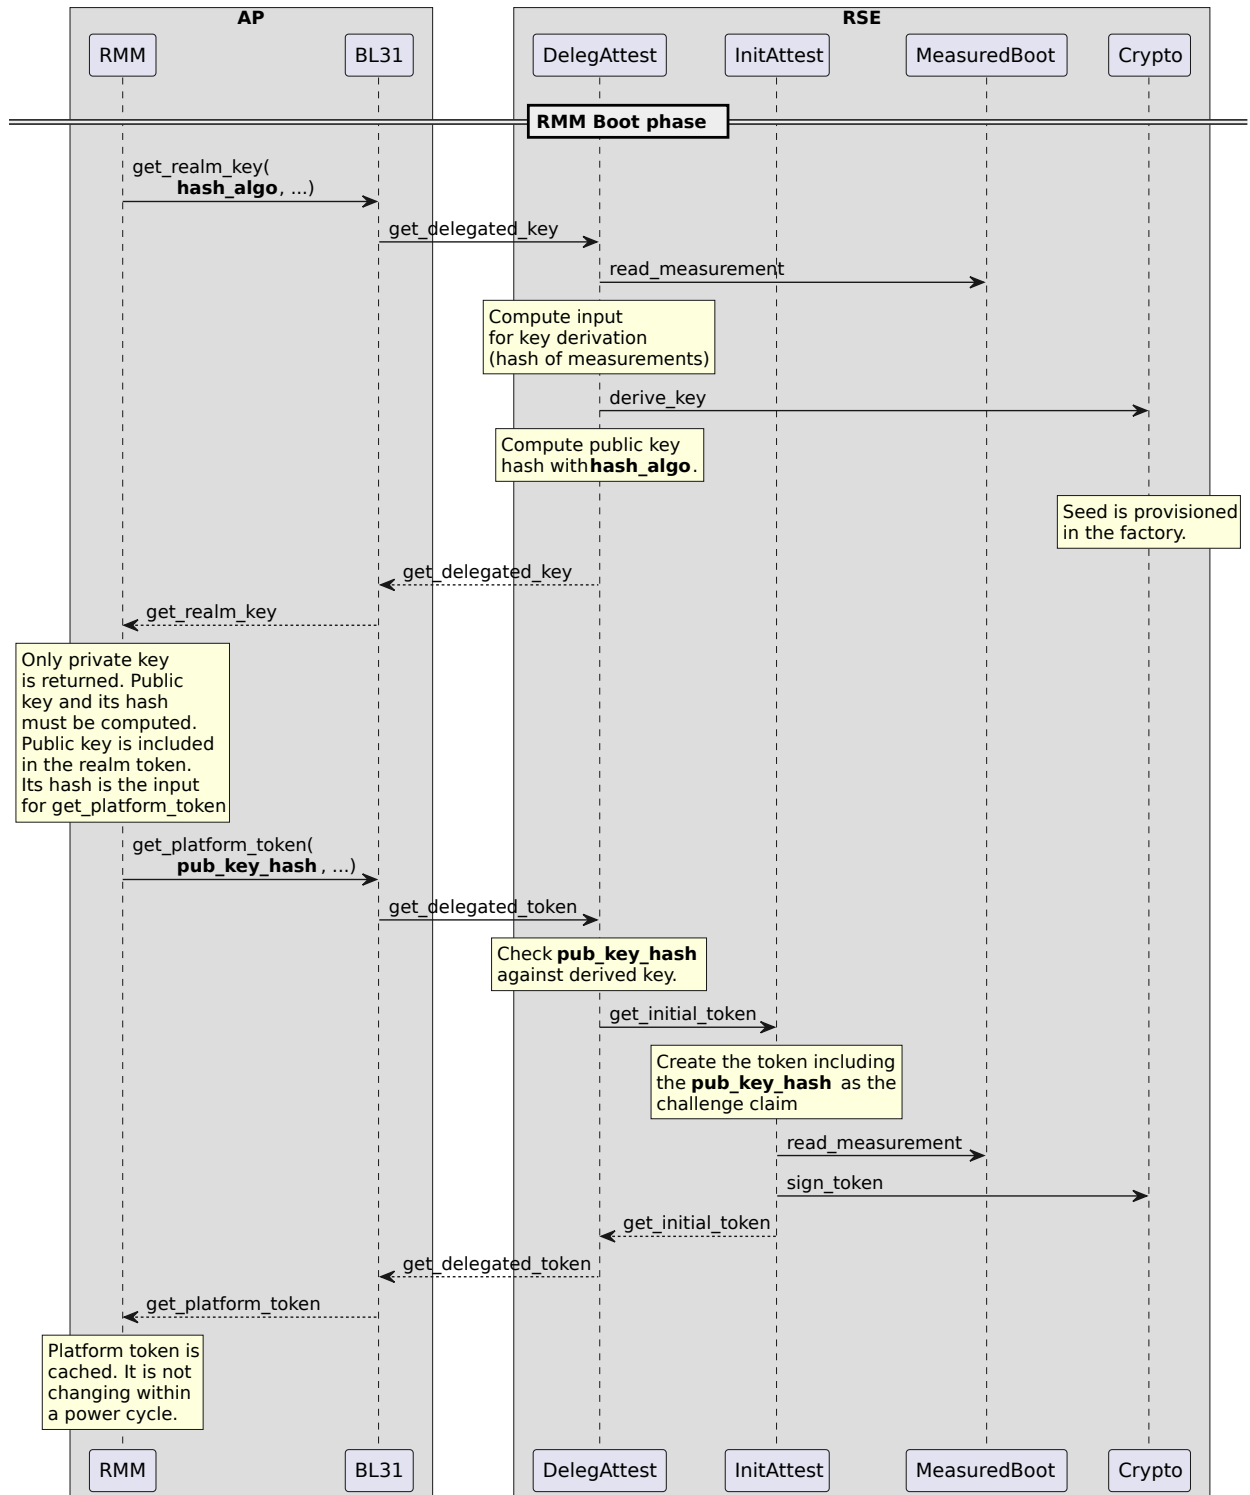 AP
RSE
RMM
BL31
DelegAttest
InitAttest
MeasuredBoot
Crypto
RMM Boot phase
get_realm_key(
hash_algo, ...)
get_delegated_key
read_measurement
Compute input
for key derivation
(hash of measurements)
derive_key
Compute public key
hash with hash_algo.
Seed is provisioned
in the factory.
get_delegated_key
get_realm_key
Only private key
is returned. Public
key and its hash
must be computed.
Public key is included
in the realm token.
Its hash is the input
for get_platform_token
get_platform_token(
pub_key_hash, ...)
get_delegated_token
Check pub_key_hash
against derived key.
get_initial_token
Create the token including
the pub_key_hash as the
challenge claim
read_measurement
sign_token
get_initial_token
get_delegated_token
get_platform_token
Platform token is
cached. It is not
changing within
a power cycle.
RMM
BL31
DelegAttest
InitAttest
MeasuredBoot
Crypto